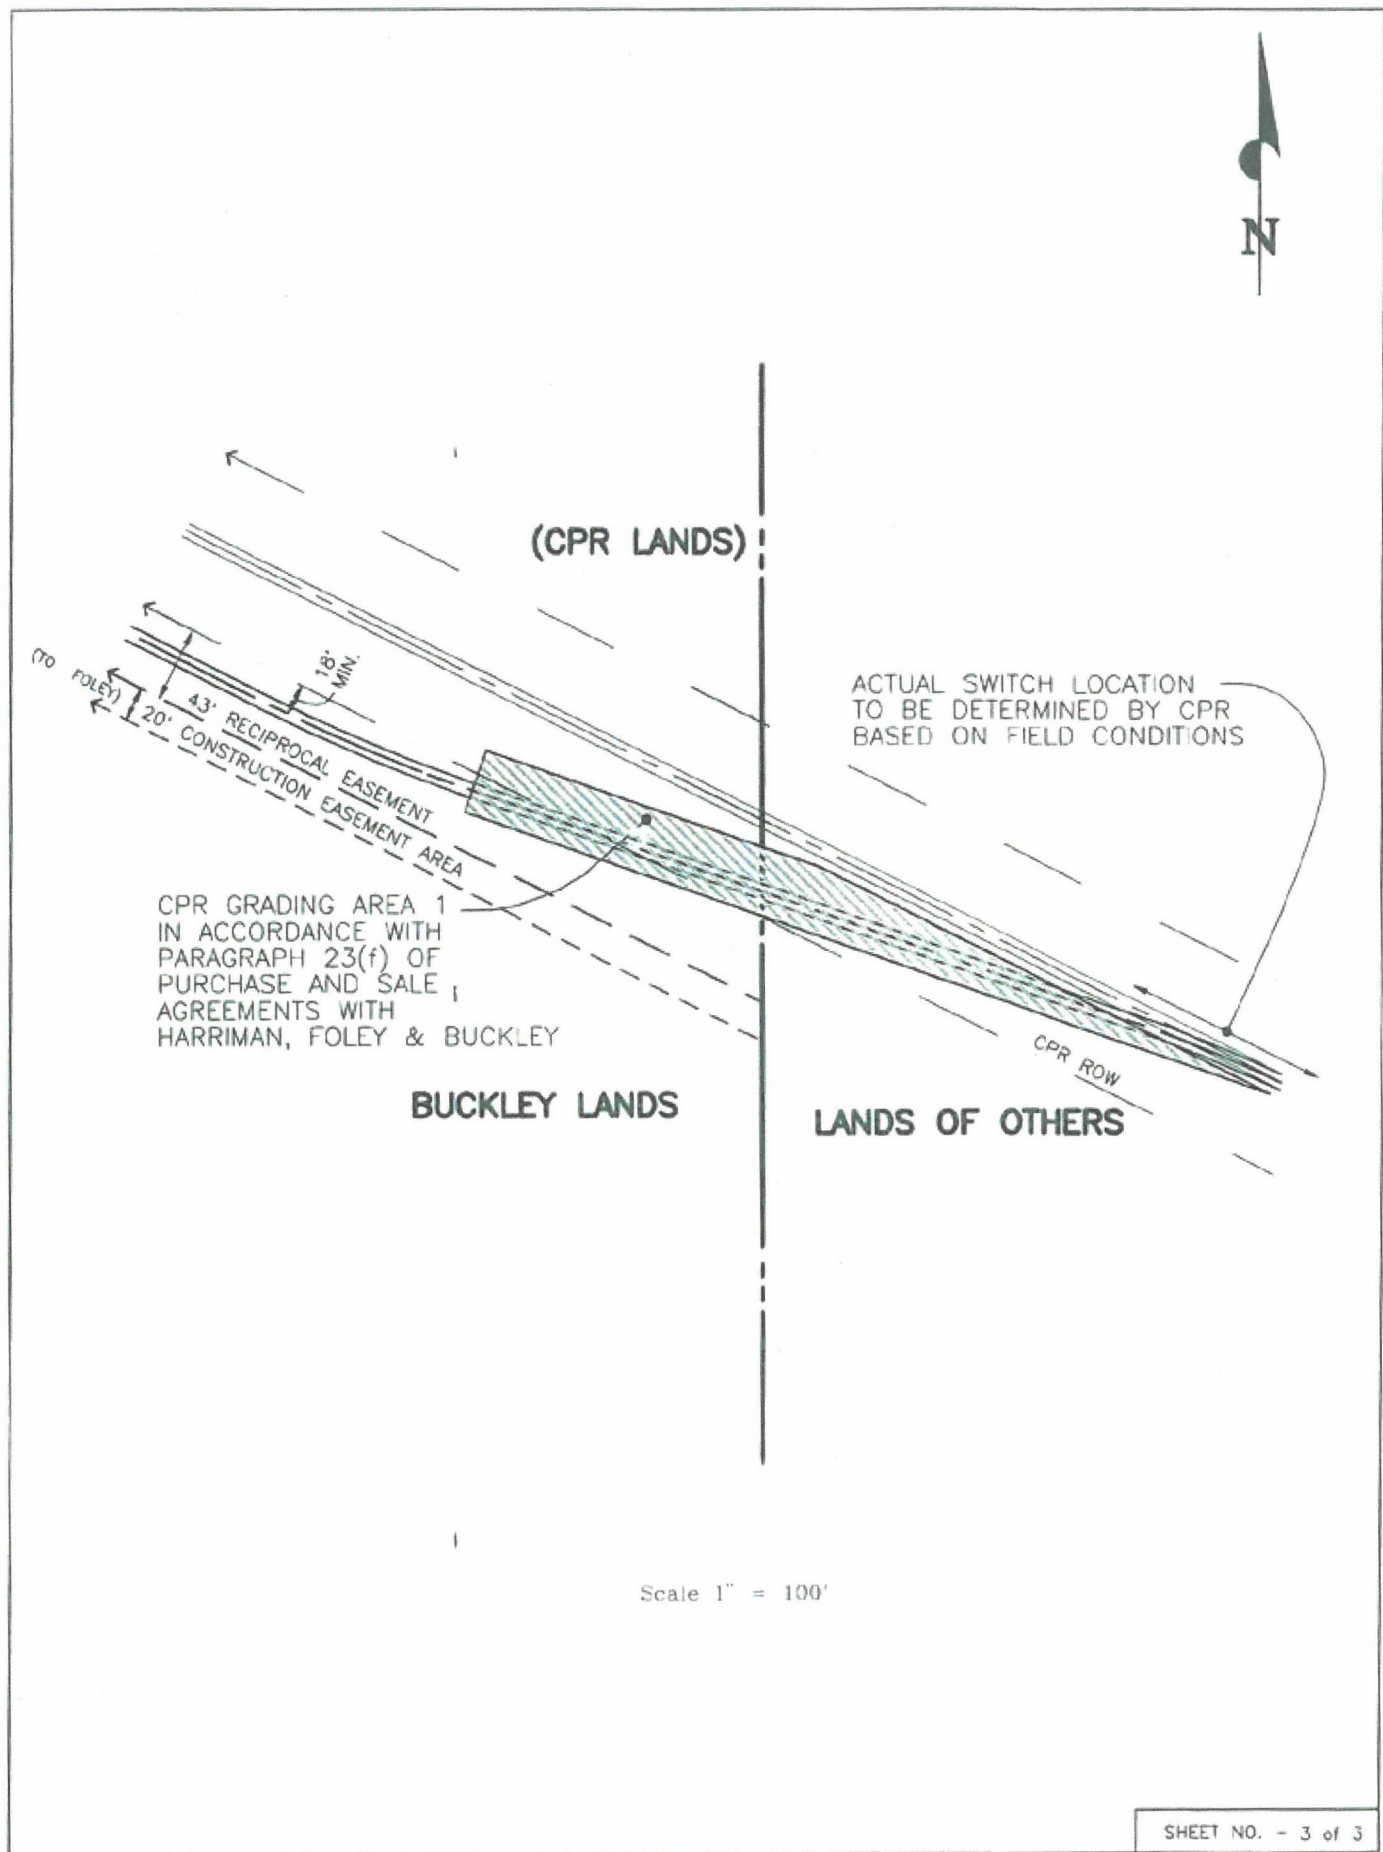 N
(CPR LANDS)
18'
MIN.
(TO FOLEY)
43' RECIPROCAL EASEMENT
20' CONSTRUCTION EASEMENT AREA
ACTUAL SWITCH LOCATION
TO BE DETERMINED BY CPR
BASED ON FIELD CONDITIONS
CPR GRADING AREA 1
IN ACCORDANCE WITH
PARAGRAPH 23(f) OF
PURCHASE AND SALE
AGREEMENTS WITH
HARRIMAN, FOLEY & BUCKLEY
CPR ROW
BUCKLEY LANDS
LANDS OF OTHERS
Scale 1" = 100'
SHEET NO. - 3 of 3